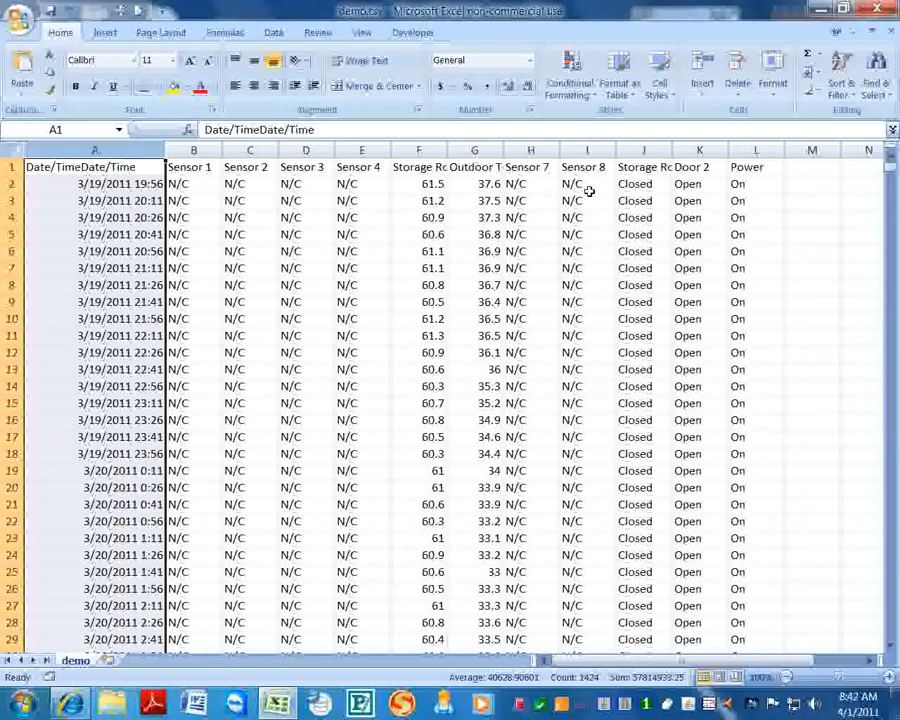 demo.csv - Microsoft Excel non-commercial use
Home Insert Page Layout Formulas Data Review View Developer
Paste Calibri 11 Wrap Text General Conditional Formatting Format as Table Cell Styles Insert Delete Format Sort & Filter Find & Select
B I U Merge & Center $ %
Font Alignment Number Styles Cells Editing
A1 Date/TimeDate/Time
A B C D E F G H I J K L M N
1 Date/TimeDate/Time Sensor 1 Sensor 2 Sensor 3 Sensor 4 Storage Ro Outdoor T Sensor 7 Sensor 8 Storage Ro Door 2 Power
2 3/19/2011 19:56 N/C N/C N/C N/C 61.5 37.6 N/C N/C Closed Open On
3 3/19/2011 20:11 N/C N/C N/C N/C 61.2 37.5 N/C N/C Closed Open On
4 3/19/2011 20:26 N/C N/C N/C N/C 60.9 37.3 N/C N/C Closed Open On
5 3/19/2011 20:41 N/C N/C N/C N/C 60.6 36.8 N/C N/C Closed Open On
6 3/19/2011 20:56 N/C N/C N/C N/C 61.1 36.9 N/C N/C Closed Open On
7 3/19/2011 21:11 N/C N/C N/C N/C 61.1 36.9 N/C N/C Closed Open On
8 3/19/2011 21:26 N/C N/C N/C N/C 60.8 36.7 N/C N/C Closed Open On
9 3/19/2011 21:41 N/C N/C N/C N/C 60.5 36.4 N/C N/C Closed Open On
10 3/19/2011 21:56 N/C N/C N/C N/C 61.2 36.5 N/C N/C Closed Open On
11 3/19/2011 22:11 N/C N/C N/C N/C 61.3 36.5 N/C N/C Closed Open On
12 3/19/2011 22:26 N/C N/C N/C N/C 60.9 36.1 N/C N/C Closed Open On
13 3/19/2011 22:41 N/C N/C N/C N/C 60.6 36 N/C N/C Closed Open On
14 3/19/2011 22:56 N/C N/C N/C N/C 60.3 35.3 N/C N/C Closed Open On
15 3/19/2011 23:11 N/C N/C N/C N/C 60.7 35.2 N/C N/C Closed Open On
16 3/19/2011 23:26 N/C N/C N/C N/C 60.8 34.9 N/C N/C Closed Open On
17 3/19/2011 23:41 N/C N/C N/C N/C 60.5 34.6 N/C N/C Closed Open On
18 3/19/2011 23:56 N/C N/C N/C N/C 60.3 34.4 N/C N/C Closed Open On
19 3/20/2011 0:11 N/C N/C N/C N/C 61 34 N/C N/C Closed Open On
20 3/20/2011 0:26 N/C N/C N/C N/C 61 33.9 N/C N/C Closed Open On
21 3/20/2011 0:41 N/C N/C N/C N/C 60.6 33.9 N/C N/C Closed Open On
22 3/20/2011 0:56 N/C N/C N/C N/C 60.3 33.2 N/C N/C Closed Open On
23 3/20/2011 1:11 N/C N/C N/C N/C 61 33.1 N/C N/C Closed Open On
24 3/20/2011 1:26 N/C N/C N/C N/C 60.9 33.2 N/C N/C Closed Open On
25 3/20/2011 1:41 N/C N/C N/C N/C 60.6 33 N/C N/C Closed Open On
26 3/20/2011 1:56 N/C N/C N/C N/C 60.5 33.3 N/C N/C Closed Open On
27 3/20/2011 2:11 N/C N/C N/C N/C 61 33.3 N/C N/C Closed Open On
28 3/20/2011 2:26 N/C N/C N/C N/C 60.8 33.6 N/C N/C Closed Open On
29 3/20/2011 2:41 N/C N/C N/C N/C 60.4 33.5 N/C N/C Closed Open On
demo
Ready Average: 40628.90601 Count: 1424 Sum: 57814933.25 100%
8:42 AM
4/1/2011